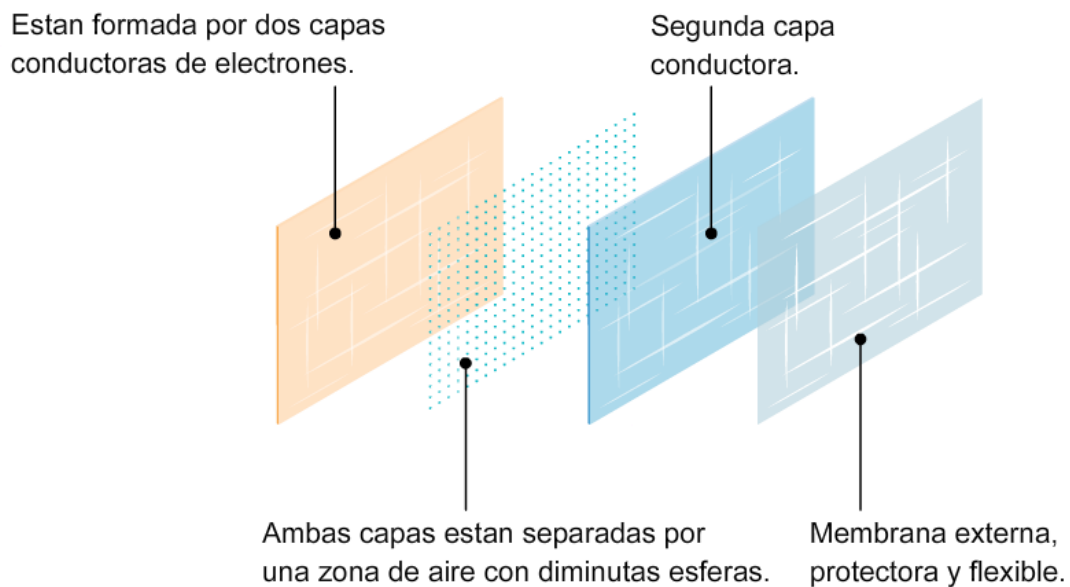 Estan formada por dos capas
conductoras de electrones.
Segunda capa
conductora.
Ambas capas estan separadas por
una zona de aire con diminutas esferas.
Membrana externa,
protectora y flexible.